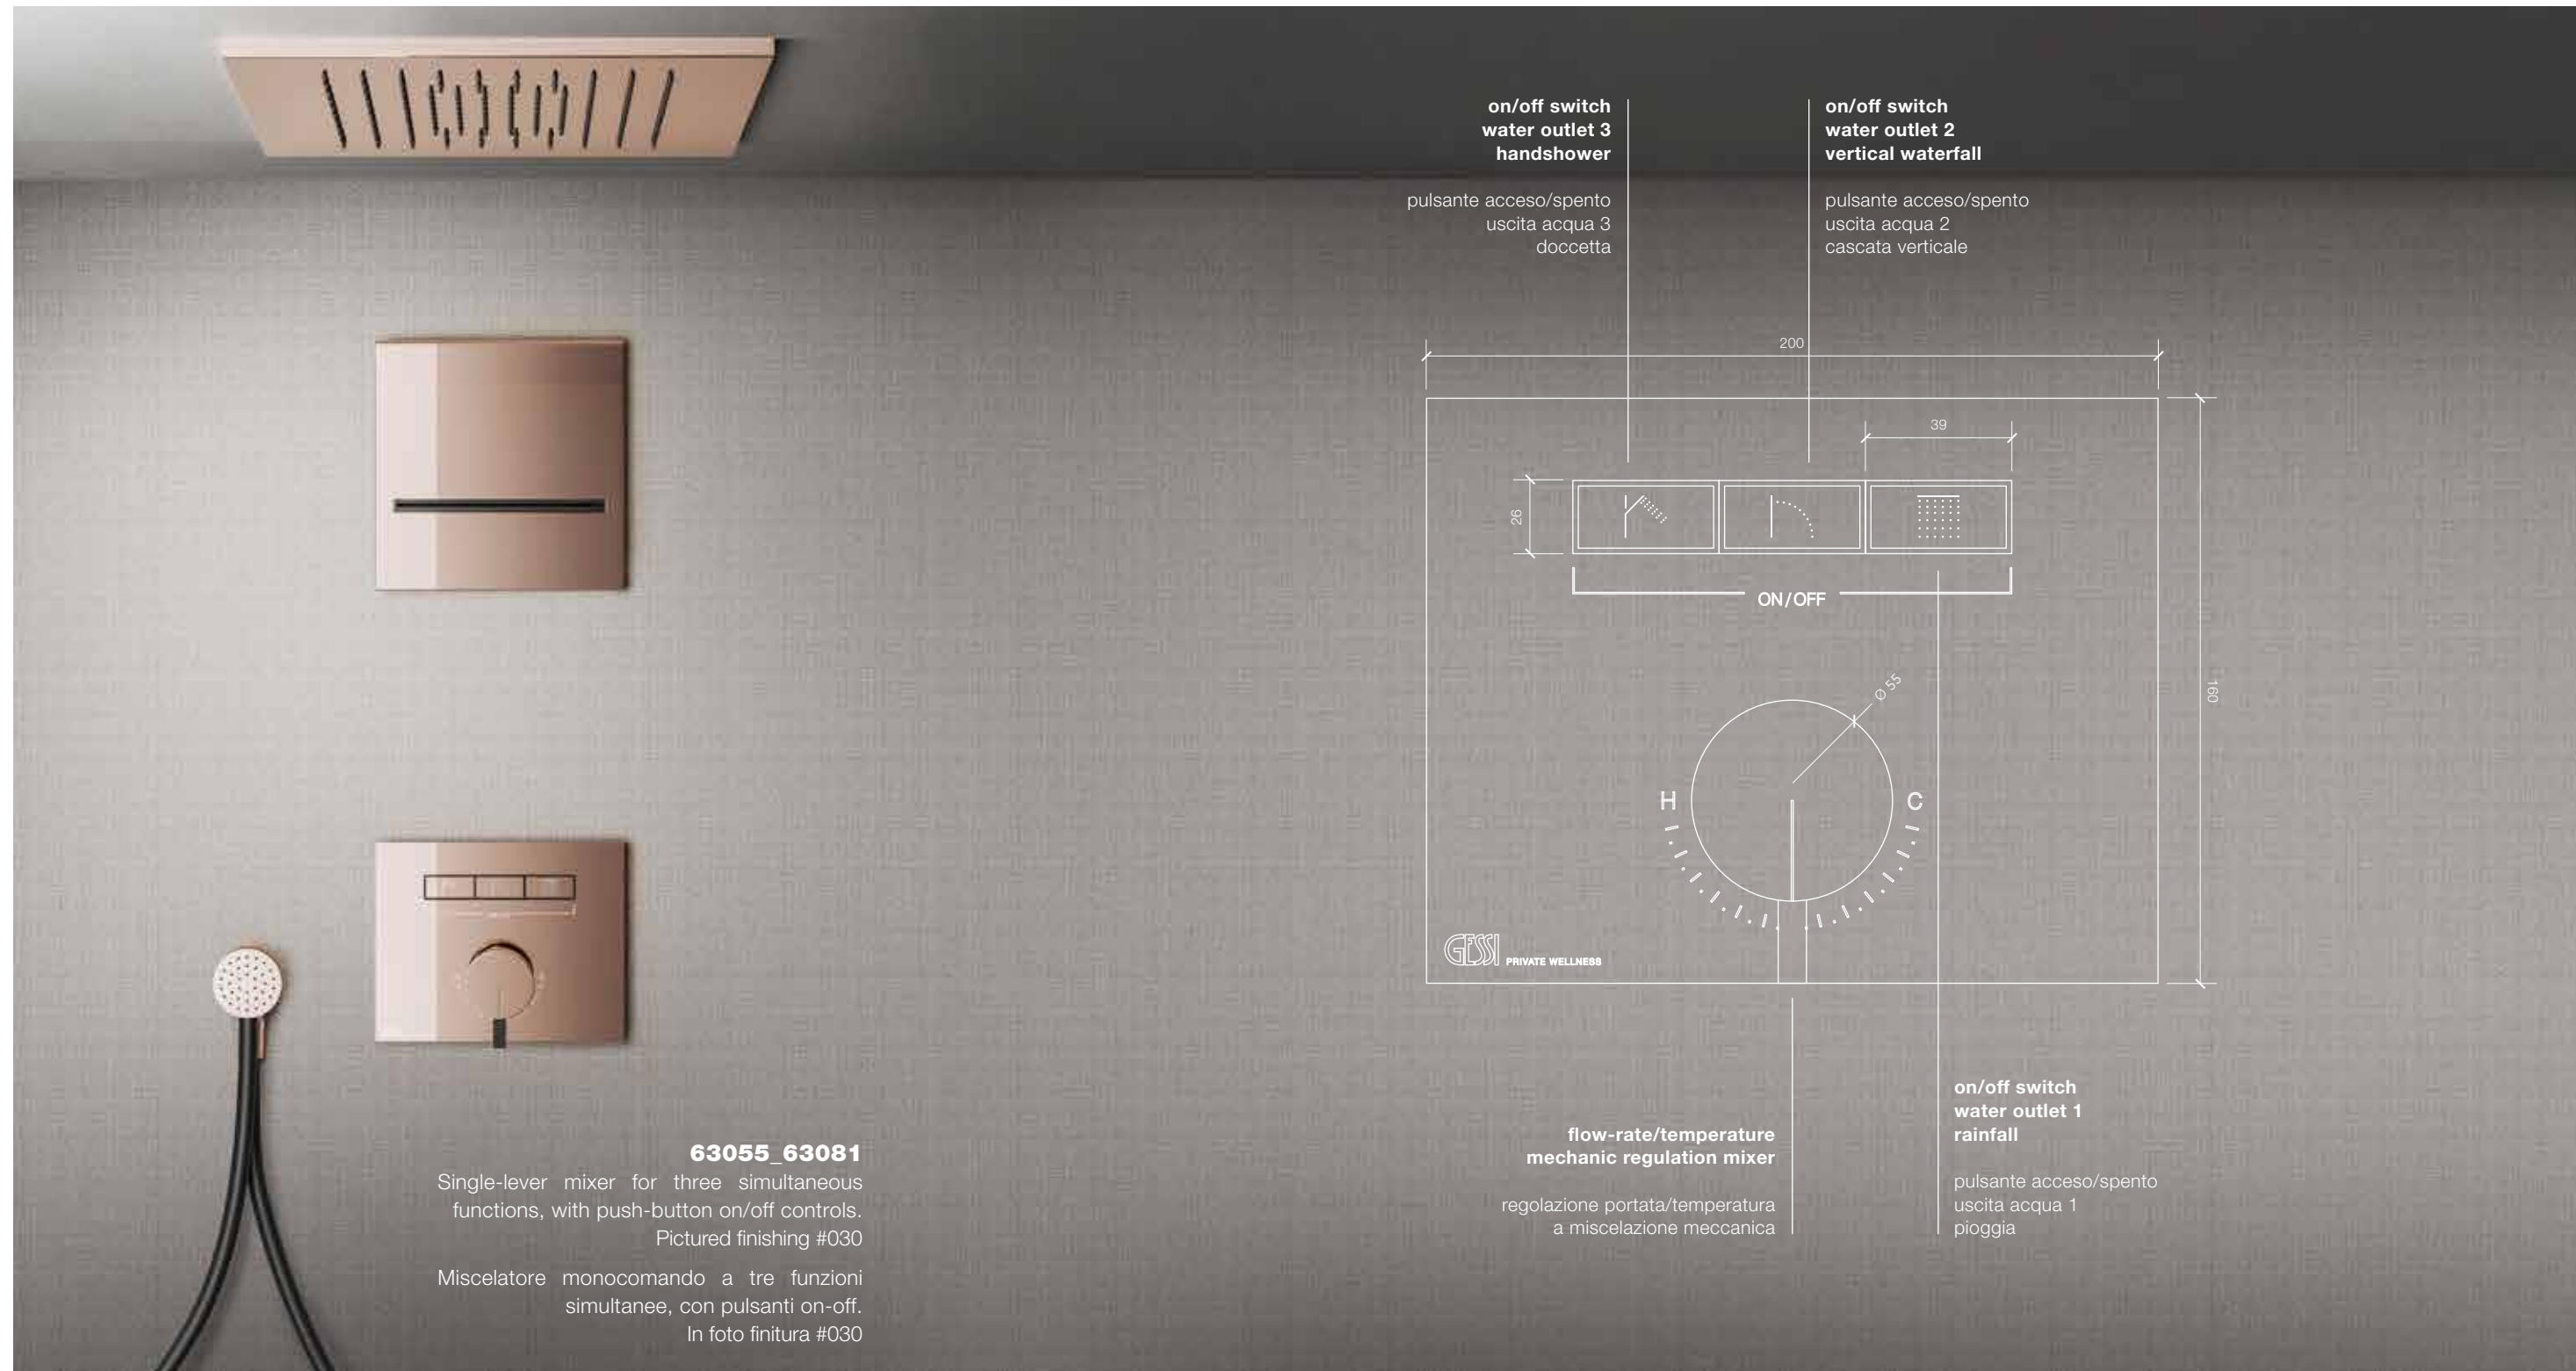 on/off switch
water outlet 3
handshower
pulsante acceso/spento
uscita acqua 3
doccetta
on/off switch
water outlet 2
vertical waterfall
pulsante acceso/spento
uscita acqua 2
cascata verticale
200
39
26
ON/OFF
Ø 55
160
H
C
GESSI PRIVATE WELLNESS
flow-rate/temperature
mechanic regulation mixer
regolazione portata/temperatura
a miscelazione meccanica
on/off switch
water outlet 1
rainfall
pulsante acceso/spento
uscita acqua 1
pioggia
63055_63081
Single-lever mixer for three simultaneous
functions, with push-button on/off controls.
Pictured finishing #030
Miscelatore monocomando a tre funzioni
simultanee, con pulsanti on-off.
In foto finitura #030